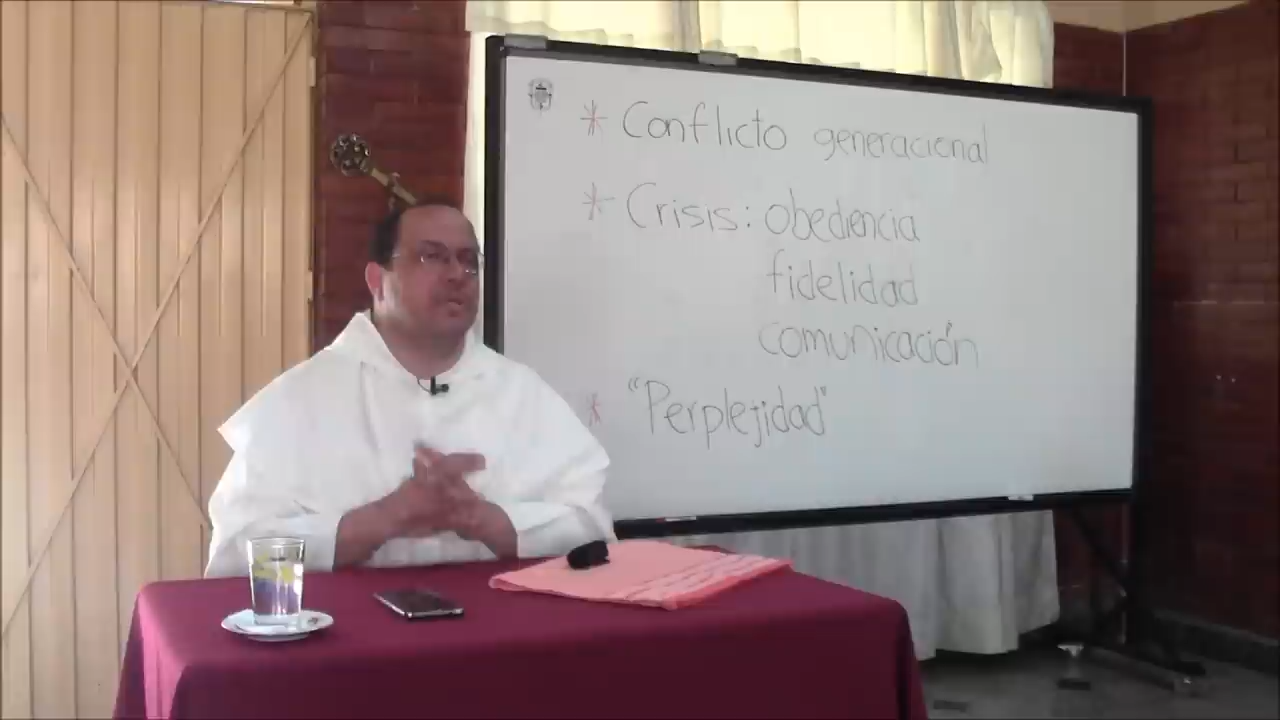 * Conflicto generacional
* Crisis: obediencia
fidelidad
comunicación
* "Perplejidad"